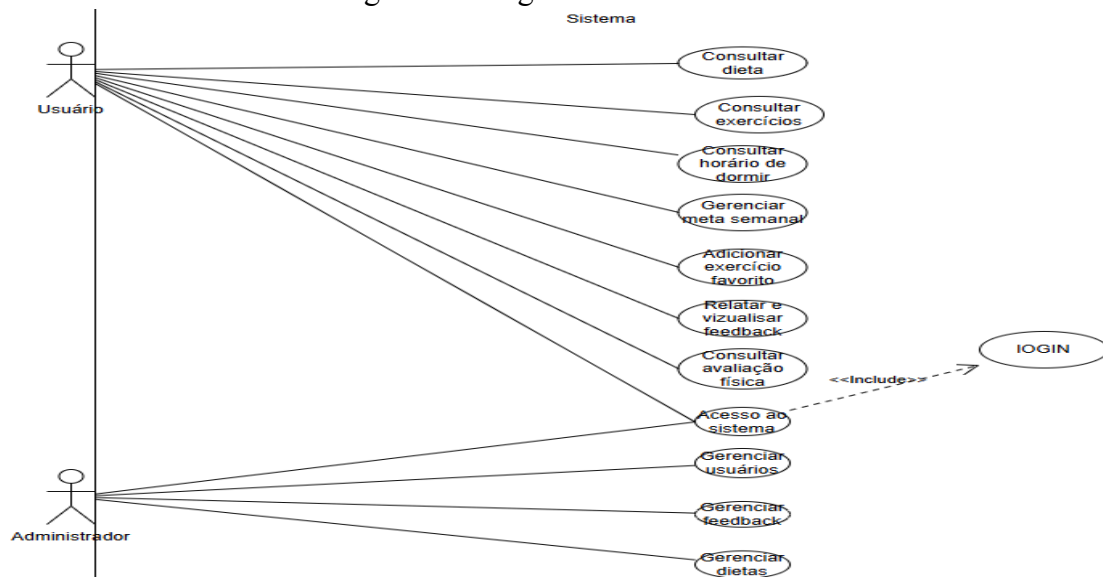 Sistema
Usuário
Consultar
dieta
Consultar
exercícios
Consultar
horário de
dormir
Gerenciar
meta semanal
Adicionar
exercício
favorito
Relatar e
vizualisar
feedback
Consultar
avaliação
física
<<Include>>
lOGIN
Acesso ao
sistema
Gerenciar
usuários
Administrador
Gerenciar
feedback
Gerenciar
dietas